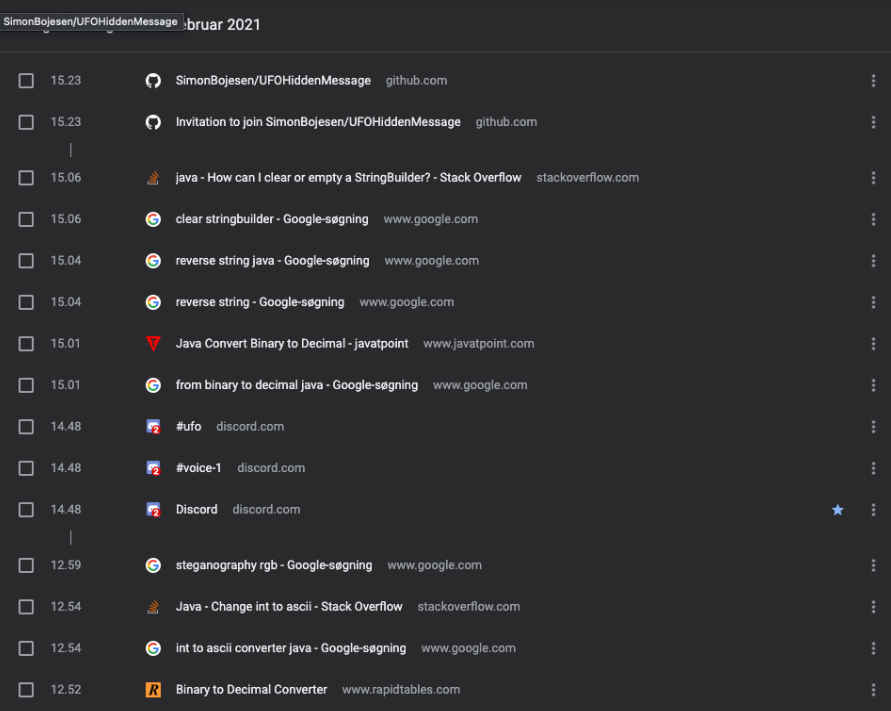 SimonBojesen/UFOHiddenMessage
ebruar 2021
15.23 SimonBojesen/UFOHiddenMessage github.com
15.23 Invitation to join SimonBojesen/UFOHiddenMessage github.com
15.06 java - How can I clear or empty a StringBuilder? - Stack Overflow stackoverflow.com
15.06 clear stringbuilder - Google-søgning www.google.com
15.04 reverse string java - Google-søgning www.google.com
15.04 reverse string - Google-søgning www.google.com
15.01 Java Convert Binary to Decimal - javatpoint www.javatpoint.com
15.01 from binary to decimal java - Google-søgning www.google.com
14.48 2 #ufo discord.com
14.48 2 #voice-1 discord.com
14.48 2 Discord discord.com
12.59 steganography rgb - Google-søgning www.google.com
12.54 Java - Change int to ascii - Stack Overflow stackoverflow.com
12.54 int to ascii converter java - Google-søgning www.google.com
12.52 R Binary to Decimal Converter www.rapidtables.com